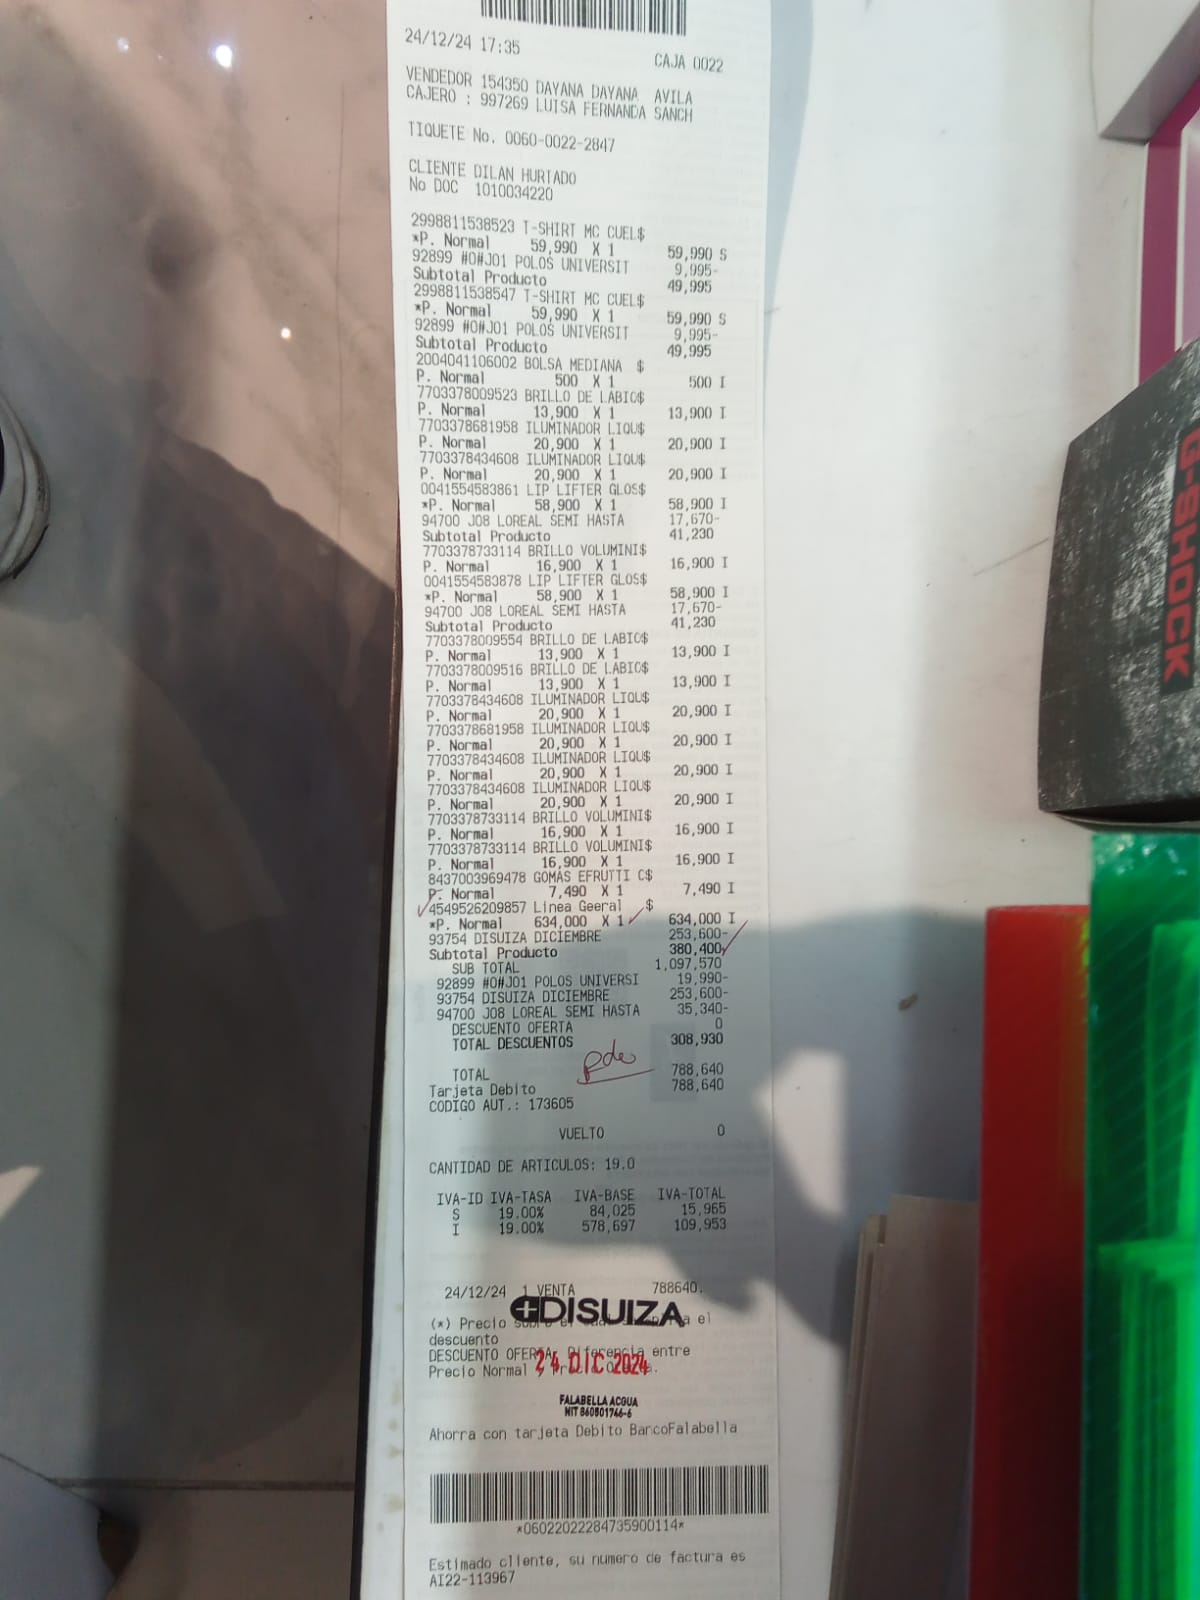 24/12/24 17:35
CAJA 0022
VENDEDOR 154350 DAYANA DAYANA AVILA
CAJERO : 997269 LUISA FERNANDA SANCH
TIQUETE No. 0060-0022-2847
CLIENTE DILAN HURTADO
No DOC 1010034220
2998811538523 T-SHIRT MC CUEL$
*P. Normal 59,990 X 1 59,990 S
92899 #O#J01 POLOS UNIVERSIT 9,995-
Subtotal Producto 49,995
2998811538547 T-SHIRT MC CUEL$
*P. Normal 59,990 X 1 59,990 S
92899 #O#J01 POLOS UNIVERSIT 9,995-
Subtotal Producto 49,995
2004041106002 BOLSA MEDIANA $
P. Normal 500 X 1 500 I
7703378009523 BRILLO DE LABIO$
P. Normal 13,900 X 1 13,900 I
7703378681958 ILUMINADOR LIQU$
P. Normal 20,900 X 1 20,900 I
7703378434608 ILUMINADOR LIQU$
P. Normal 20,900 X 1 20,900 I
0041554583861 LIP LIFTER GLOS$
*P. Normal 58,900 X 1 58,900 I
94700 J08 LOREAL SEMI HASTA 17,670-
Subtotal Producto 41,230
7703378733114 BRILLO VOLUMINI$
P. Normal 16,900 X 1 16,900 I
0041554583878 LIP LIFTER GLOS$
*P. Normal 58,900 X 1 58,900 I
94700 J08 LOREAL SEMI HASTA 17,670-
Subtotal Producto 41,230
7703378009554 BRILLO DE LABIO$
P. Normal 13,900 X 1 13,900 I
7703378009516 BRILLO DE LABIO$
P. Normal 13,900 X 1 13,900 I
7703378434608 ILUMINADOR LIQU$
P. Normal 20,900 X 1 20,900 I
7703378681958 ILUMINADOR LIQU$
P. Normal 20,900 X 1 20,900 I
7703378434608 ILUMINADOR LIQU$
P. Normal 20,900 X 1 20,900 I
7703378434608 ILUMINADOR LIQU$
P. Normal 20,900 X 1 20,900 I
7703378733114 BRILLO VOLUMINI$
P. Normal 16,900 X 1 16,900 I
7703378733114 BRILLO VOLUMINI$
P. Normal 16,900 X 1 16,900 I
8437003969478 GOMAS EFRUTTI C$
P. Normal 7,490 X 1 7,490 I
4549526209857 Linea Geeral $
*P. Normal 634,000 X 1 634,000 I
93754 DISUIZA DICIEMBRE 253,600-
Subtotal Producto 380,400
SUB TOTAL 1,097,570
92899 #O#J01 POLOS UNIVERSI 19,990-
93754 DISUIZA DICIEMBRE 253,600-
94700 J08 LOREAL SEMI HASTA 35,340-
DESCUENTO OFERTA 0
TOTAL DESCUENTOS 308,930
TOTAL 788,640
Tarjeta Debito 788,640
CODIGO AUT.: 173605
VUELTO 0
CANTIDAD DE ARTICULOS: 19.0
IVA-ID IVA-TASA IVA-BASE IVA-TOTAL
S 19.00% 84,025 15,965
I 19.00% 578,697 109,953
24/12/24 1 VENTA 788640.
DISUIZA
(*) Precio el
descuento
DESCUENTO OFERTA: Diferencia entre
Precio Normal
24 DIC 2024
FALABELLA ACQUA
NIT 860501746-6
Ahorra con tarjeta Debito BancoFalabella
*06022022284735900114*
Estimado cliente, su numero de factura es
AI22-113967
G-SHOCK